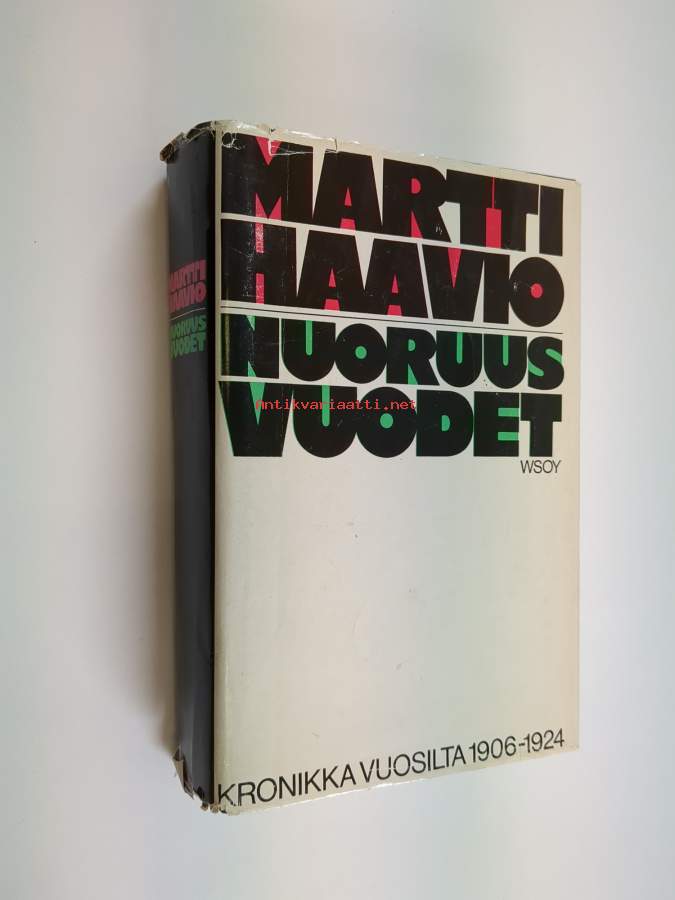 MARTTI
HAAVIO
NUORUUS
VUODET
WSOY
KRONIKKA VUOSILTA 1906-1924
MARTTI
HAAVIO
NUORUUS
VUODET
antikvariaatti.net